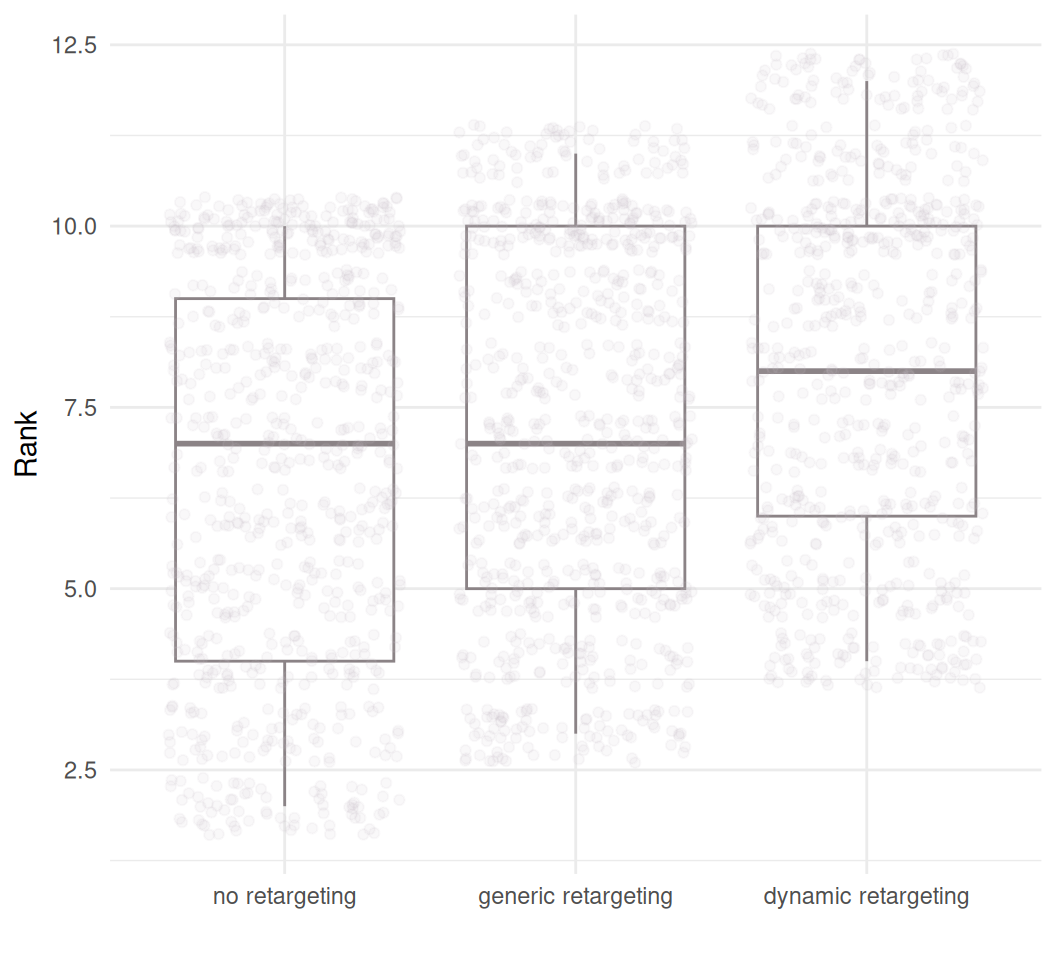 12.5
10.0
7.5
5.0
2.5
Rank
no retargeting
generic retargeting
dynamic retargeting